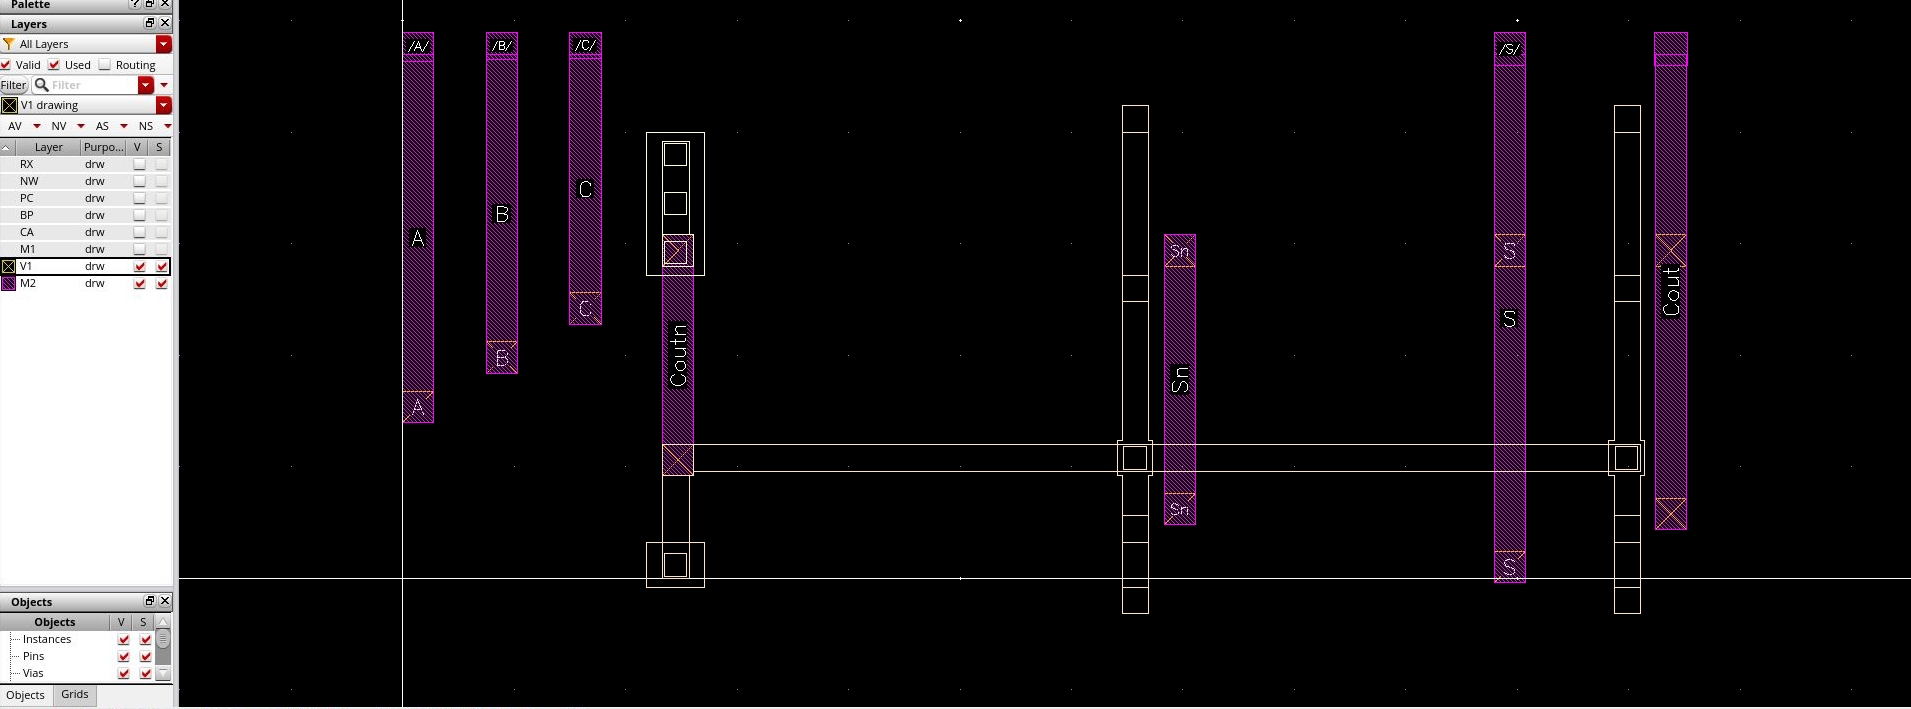 Palette
Layers
All Layers
Valid Used Routing
Filter Filter
V1 drawing
AV NV AS NS
Layer Purpo... V S
RX drw
NW drw
PC drw
BP drw
CA drw
M1 drw
V1 drw
M2 drw
Objects
Objects V S
Instances
Pins
Vias
Objects Grids
/A/ /B/ /C/ /S/
C
B
A
Sn S
Cout
C
S
Coutn
B
Sn
A
Sn
S